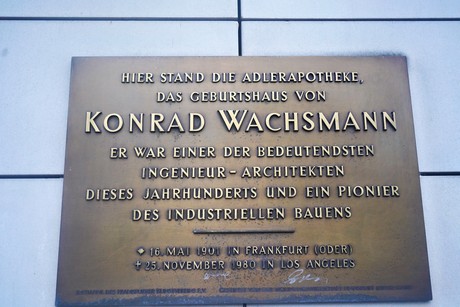 HIER STAND DIE ADLERAPOTHEKE,
DAS GEBURTSHAUS VON
KONRAD WACHSMANN
ER WAR EINER DER BEDEUTENDSTEN
INGENIEUR-ARCHITEKTEN
DIESES JAHRHUNDERTS UND EIN PIONIER
DES INDUSTRIELLEN BAUENS
* 16. MAI 1901 IN FRANKFURT (ODER)
† 25. NOVEMBER 1980 IN LOS ANGELES